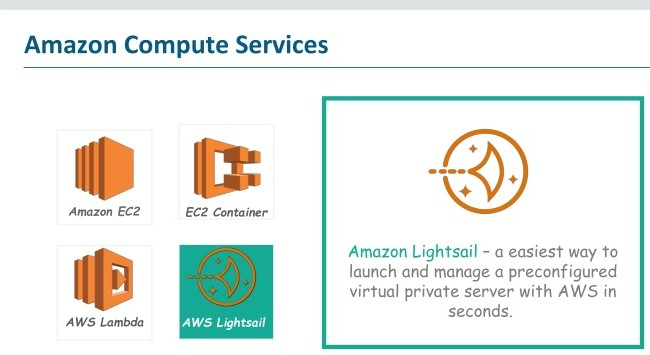 Amazon Compute Services
Amazon EC2
EC2 Container
AWS Lambda
AWS Lightsail
Amazon Lightsail – a easiest way to
launch and manage a preconfigured
virtual private server with AWS in
seconds.